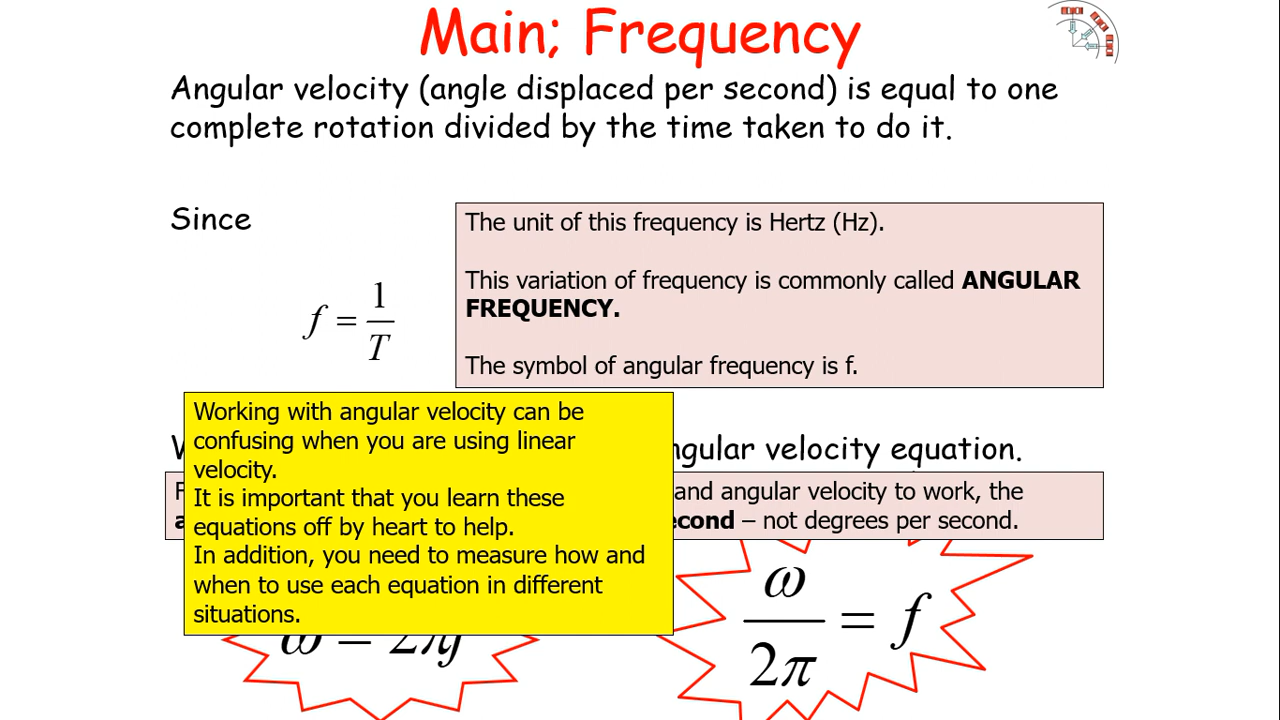 Main; Frequency
Angular velocity (angle displaced per second) is equal to one
complete rotation divided by the time taken to do it.
Since
The unit of this frequency is Hertz (Hz).
This variation of frequency is commonly called ANGULAR
FREQUENCY.
The symbol of angular frequency is f.
f = 1/T
Working with angular velocity can be
confusing when you are using linear
velocity.
It is important that you learn these
equations off by heart to help.
In addition, you need to measure how and
when to use each equation in different
situations.
angular velocity equation.
and angular velocity to work, the
second – not degrees per second.
ω = 2πf
ω/2π = f